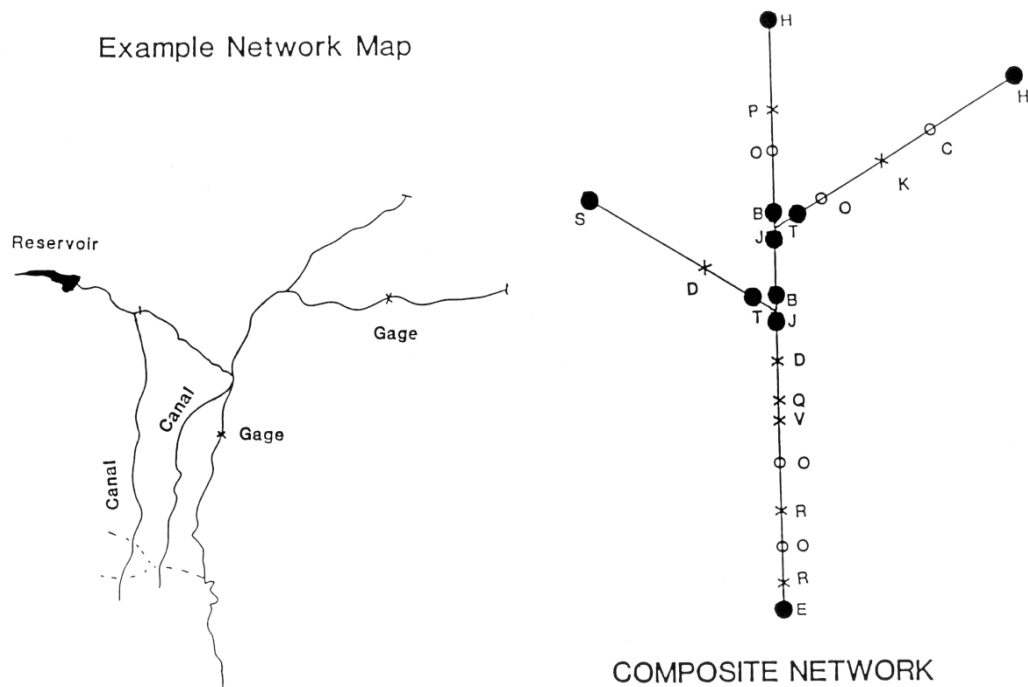 Example Network Map
Reservoir
Gage
Canal
Gage
Canal
H
H
P
O
C
K
O
B
T
S
J
D
B
T
J
D
Q
V
O
R
O
R
E
COMPOSITE NETWORK